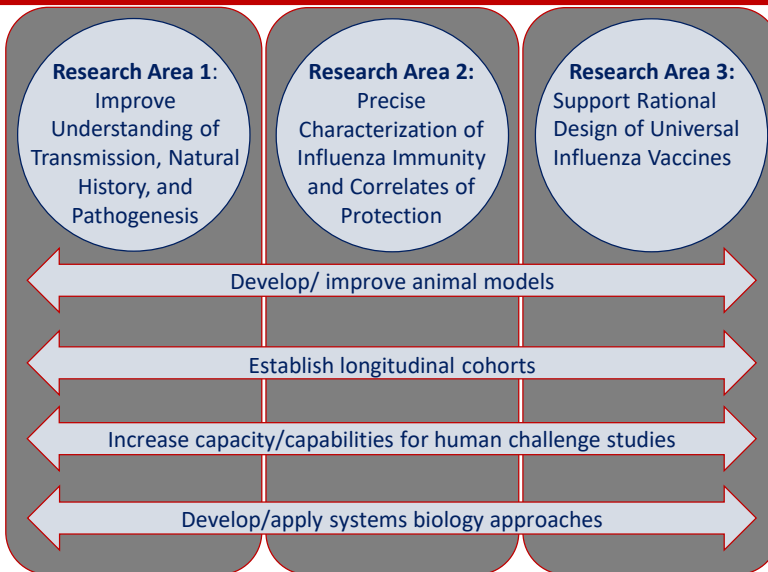 Research Area 1:
Improve
Understanding of
Transmission, Natural
History, and
Pathogenesis
Research Area 2:
Precise
Characterization of
Influenza Immunity
and Correlates of
Protection
Research Area 3:
Support Rational
Design of Universal
Influenza Vaccines
Develop/ improve animal models
Establish longitudinal cohorts
Increase capacity/capabilities for human challenge studies
Develop/apply systems biology approaches